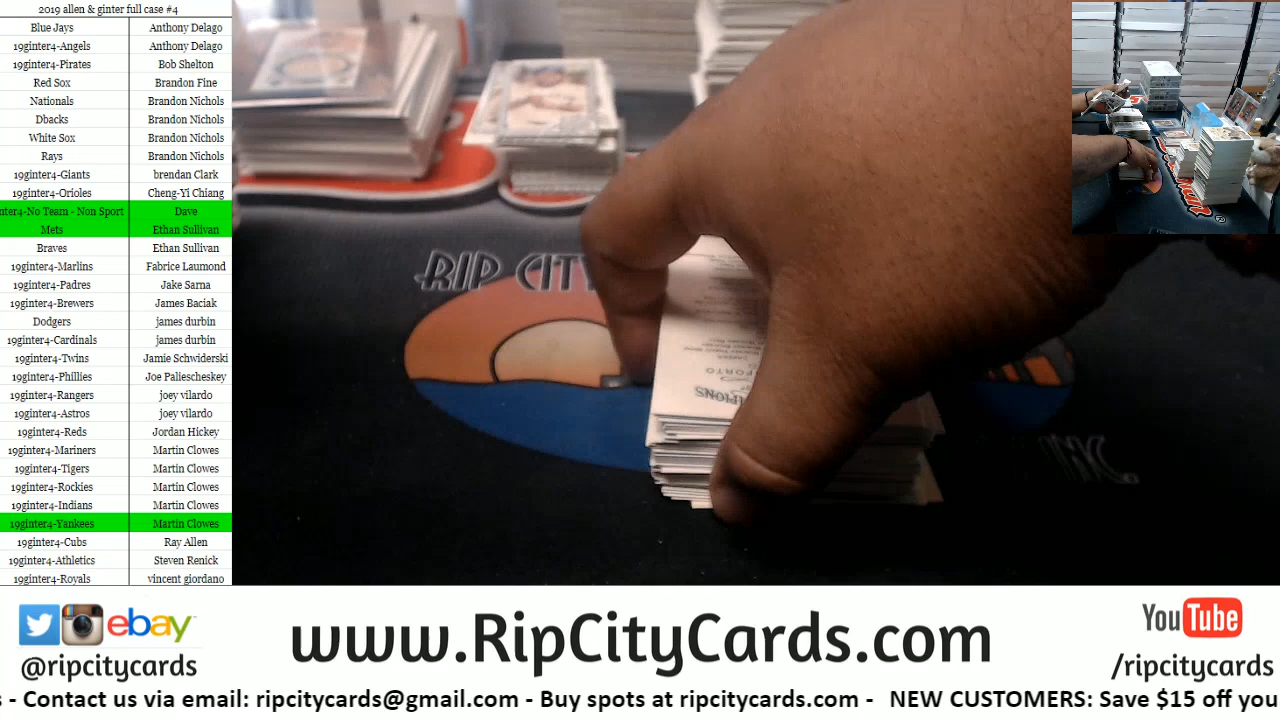 2019 allen & ginter full case #4
Blue Jays Anthony Delago
19ginter4-Angels Anthony Delago
19ginter4-Pirates Bob Shelton
Red Sox Brandon Fine
Nationals Brandon Nichols
Dbacks Brandon Nichols
White Sox Brandon Nichols
Rays Brandon Nichols
19ginter4-Giants brendan Clark
19ginter4-Orioles Cheng-Yi Chiang
nter4-No Team - Non Sport Dave
Mets Ethan Sullivan
Braves Ethan Sullivan
19ginter4-Marlins Fabrice Laumond
19ginter4-Padres Jake Sarna
19ginter4-Brewers James Baciak
Dodgers james durbin
19ginter4-Cardinals james durbin
19ginter4-Twins Jamie Schwiderski
19ginter4-Phillies Joe Paliescheskey
19ginter4-Rangers joey vilardo
19ginter4-Astros joey vilardo
19ginter4-Reds Jordan Hickey
19ginter4-Mariners Martin Clowes
19ginter4-Tigers Martin Clowes
19ginter4-Rockies Martin Clowes
19ginter4-Indians Martin Clowes
19ginter4-Yankees Martin Clowes
19ginter4-Cubs Ray Allen
19ginter4-Athletics Steven Renick
19ginter4-Royals vincent giordano
RIP CITY
INC.
ebay
@ripcitycards
www.RipCityCards.com
YouTube
/ripcitycards
s - Contact us via email: ripcitycards@gmail.com - Buy spots at ripcitycards.com - NEW CUSTOMERS: Save $15 off you